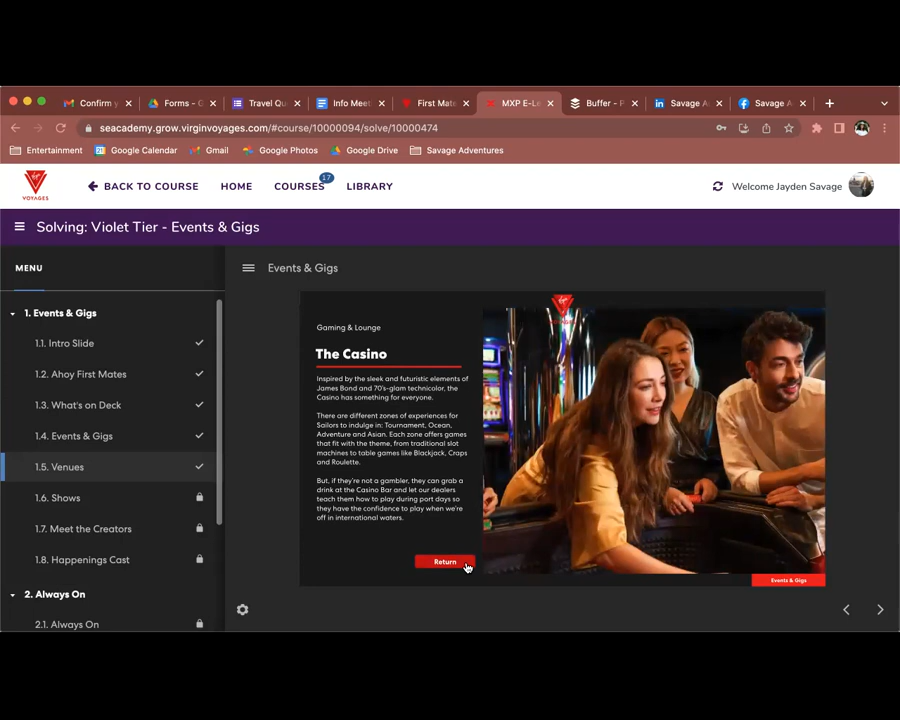 Confirm y
Forms - G
Travel Qu
Info Meet
First Mate
MXP E-Le
Buffer - P
Savage A
Savage A
seacademy.grow.virginvoyages.com/#course/10000094/solve/10000474
Entertainment
Google Calendar
Gmail
Google Photos
Google Drive
Savage Adventures
VOYAGES
BACK TO COURSE
HOME
COURSES
17
LIBRARY
Welcome Jayden Savage
Solving: Violet Tier - Events & Gigs
MENU
Events & Gigs
1. Events & Gigs
1.1. Intro Slide
1.2. Ahoy First Mates
1.3. What's on Deck
1.4. Events & Gigs
1.5. Venues
1.6. Shows
1.7. Meet the Creators
1.8. Happenings Cast
2. Always On
2.1. Always On
Gaming & Lounge
The Casino
Inspired by the sleek and futuristic elements of
James Bond and 70's-glam technicolor, the
Casino has something for everyone.
There are different zones of experiences for
Sailors to indulge in: Tournament, Ocean,
Adventure and Asian. Each zone offers games
that fit with the theme, from traditional slot
machines to table games like Blackjack, Craps
and Roulette.
But, if they're not a gambler, they can grab a
drink at the Casino Bar and let our dealers
teach them how to play during port days so
they have the confidence to play when we're
off in international waters.
Return
VOYAGES
Events & Gigs